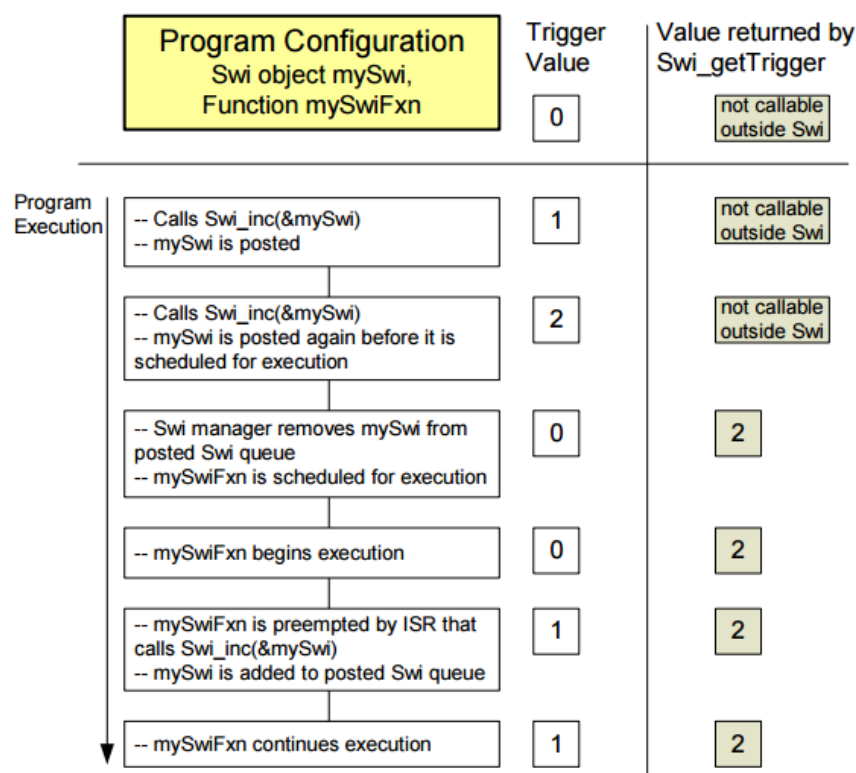 Program Configuration
Swi object mySwi,
Function mySwiFxn
Trigger
Value
Value returned by
Swi_getTrigger
0
not callable
outside Swi
Program
Execution
-- Calls Swi_inc(&mySwi)
-- mySwi is posted
1
not callable
outside Swi
-- Calls Swi_inc(&mySwi)
-- mySwi is posted again before it is
scheduled for execution
2
not callable
outside Swi
-- Swi manager removes mySwi from
posted Swi queue
-- mySwiFxn is scheduled for execution
0
2
-- mySwiFxn begins execution
0
2
-- mySwiFxn is preempted by ISR that
calls Swi_inc(&mySwi)
-- mySwi is added to posted Swi queue
1
2
-- mySwiFxn continues execution
1
2